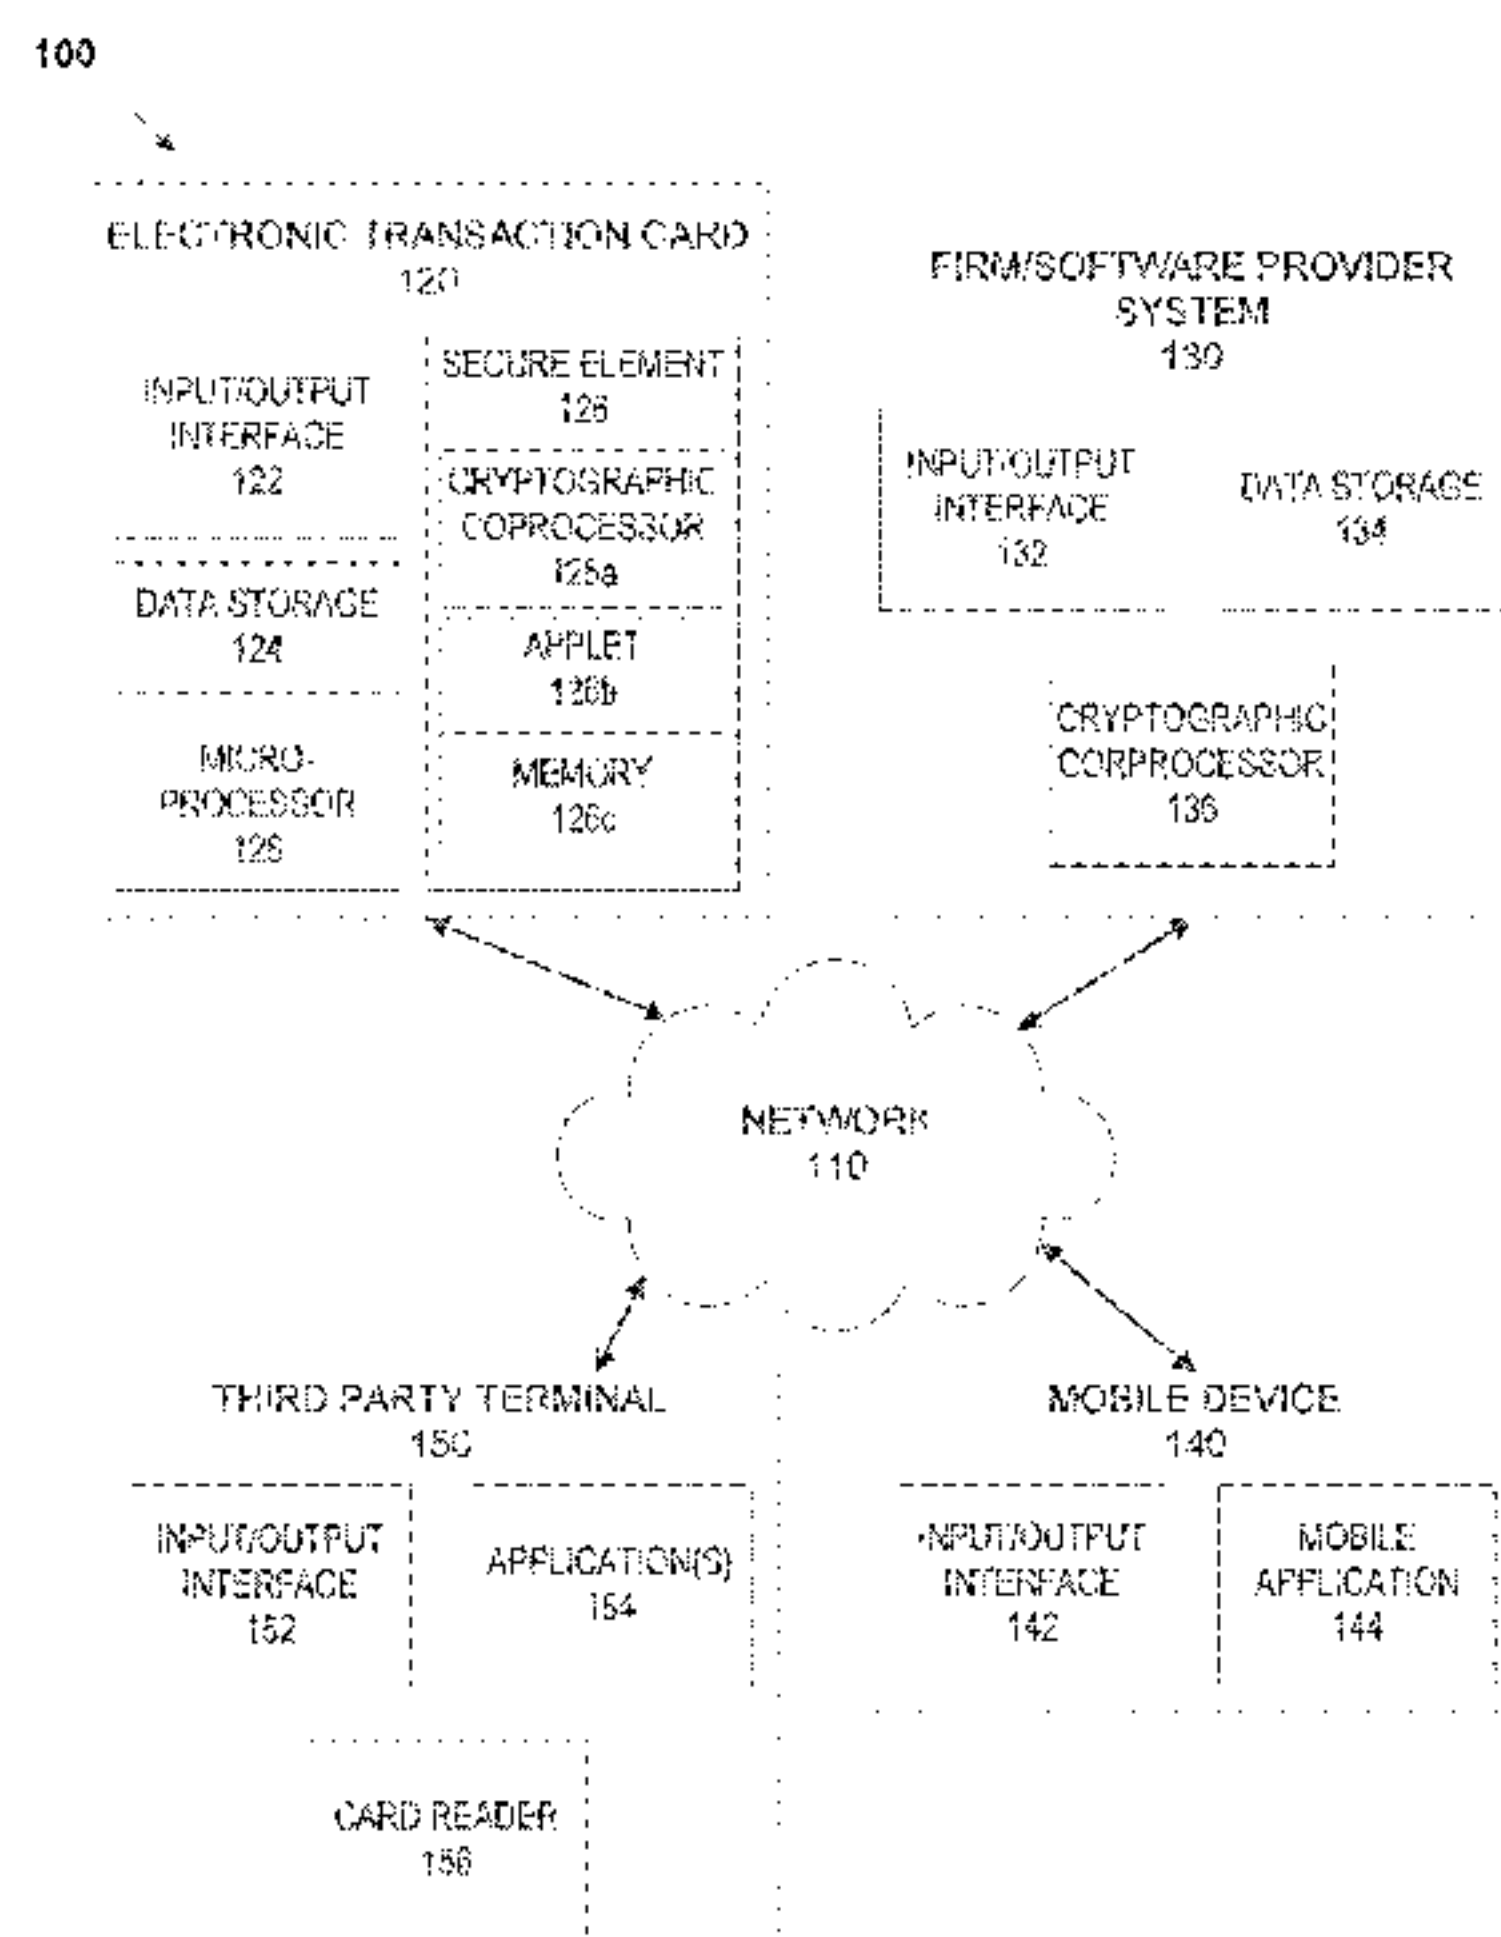 100
ELECTRONIC TRANSACTION CARD
120
INPUT/OUTPUT
INTERFACE
122
DATA STORAGE
124
MICRO-
PROCESSOR
128
SECURE ELEMENT
126
CRYPTOGRAPHIC
COPROCESSOR
126a
APPLET
126b
MEMORY
126c
FIRM/SOFTWARE PROVIDER
SYSTEM
130
INPUT/OUTPUT
INTERFACE
132
DATA STORAGE
134
CRYPTOGRAPHIC
CORPROCESSOR
136
NETWORK
110
THIRD PARTY TERMINAL
150
INPUT/OUTPUT
INTERFACE
152
APPLICATION(S)
154
CARD READER
156
MOBILE DEVICE
140
INPUT/OUTPUT
INTERFACE
142
MOBILE
APPLICATION
144